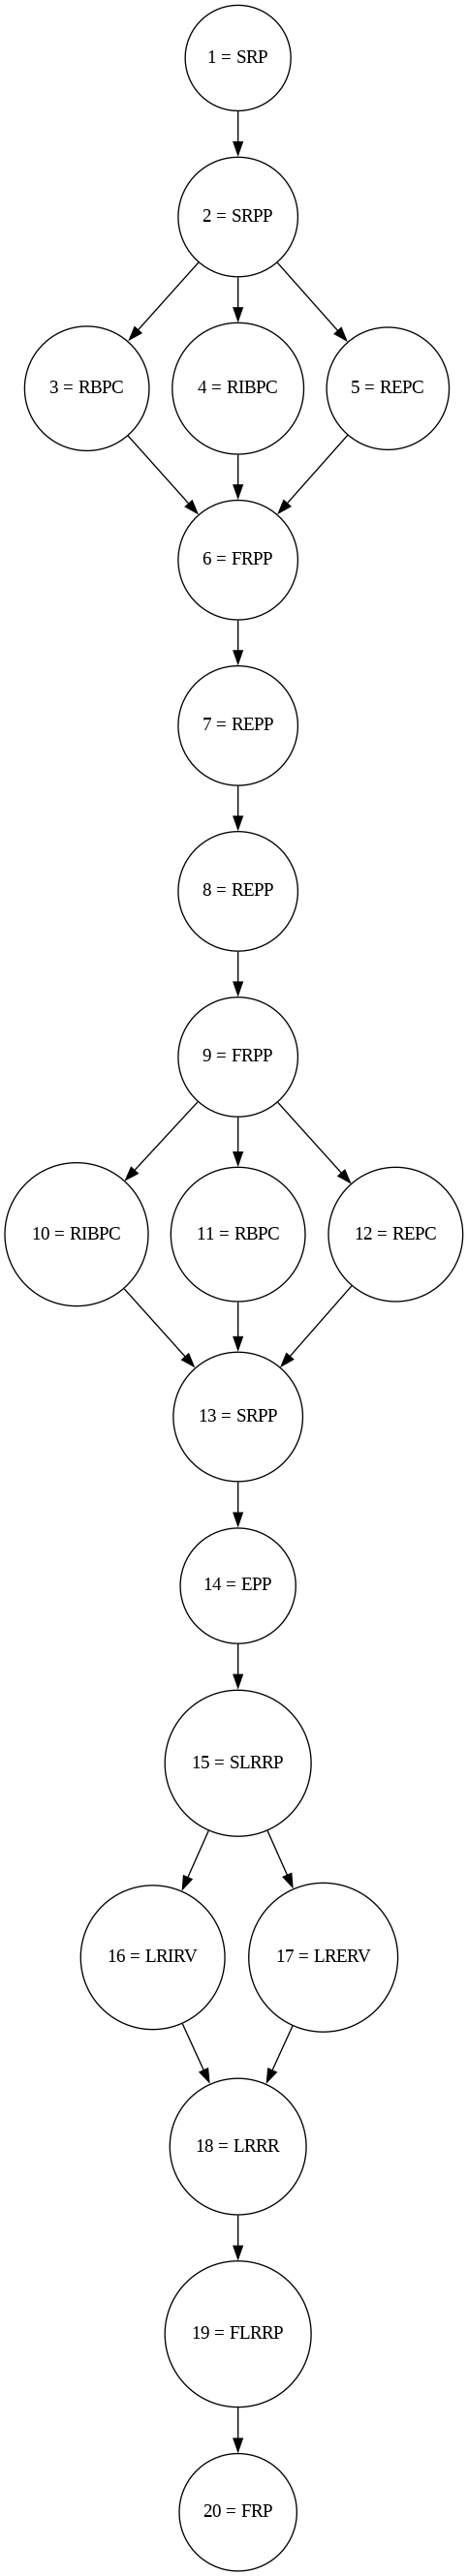 1 = SRP
2 = SRPP
3 = RBPC
4 = RIBPC
5 = REPC
6 = FRPP
7 = REPP
8 = REPP
9 = FRPP
10 = RIBPC
11 = RBPC
12 = REPC
13 = SRPP
14 = EPP
15 = SLRRP
16 = LRIRV
17 = LRERV
18 = LRRR
19 = FLRRP
20 = FRP